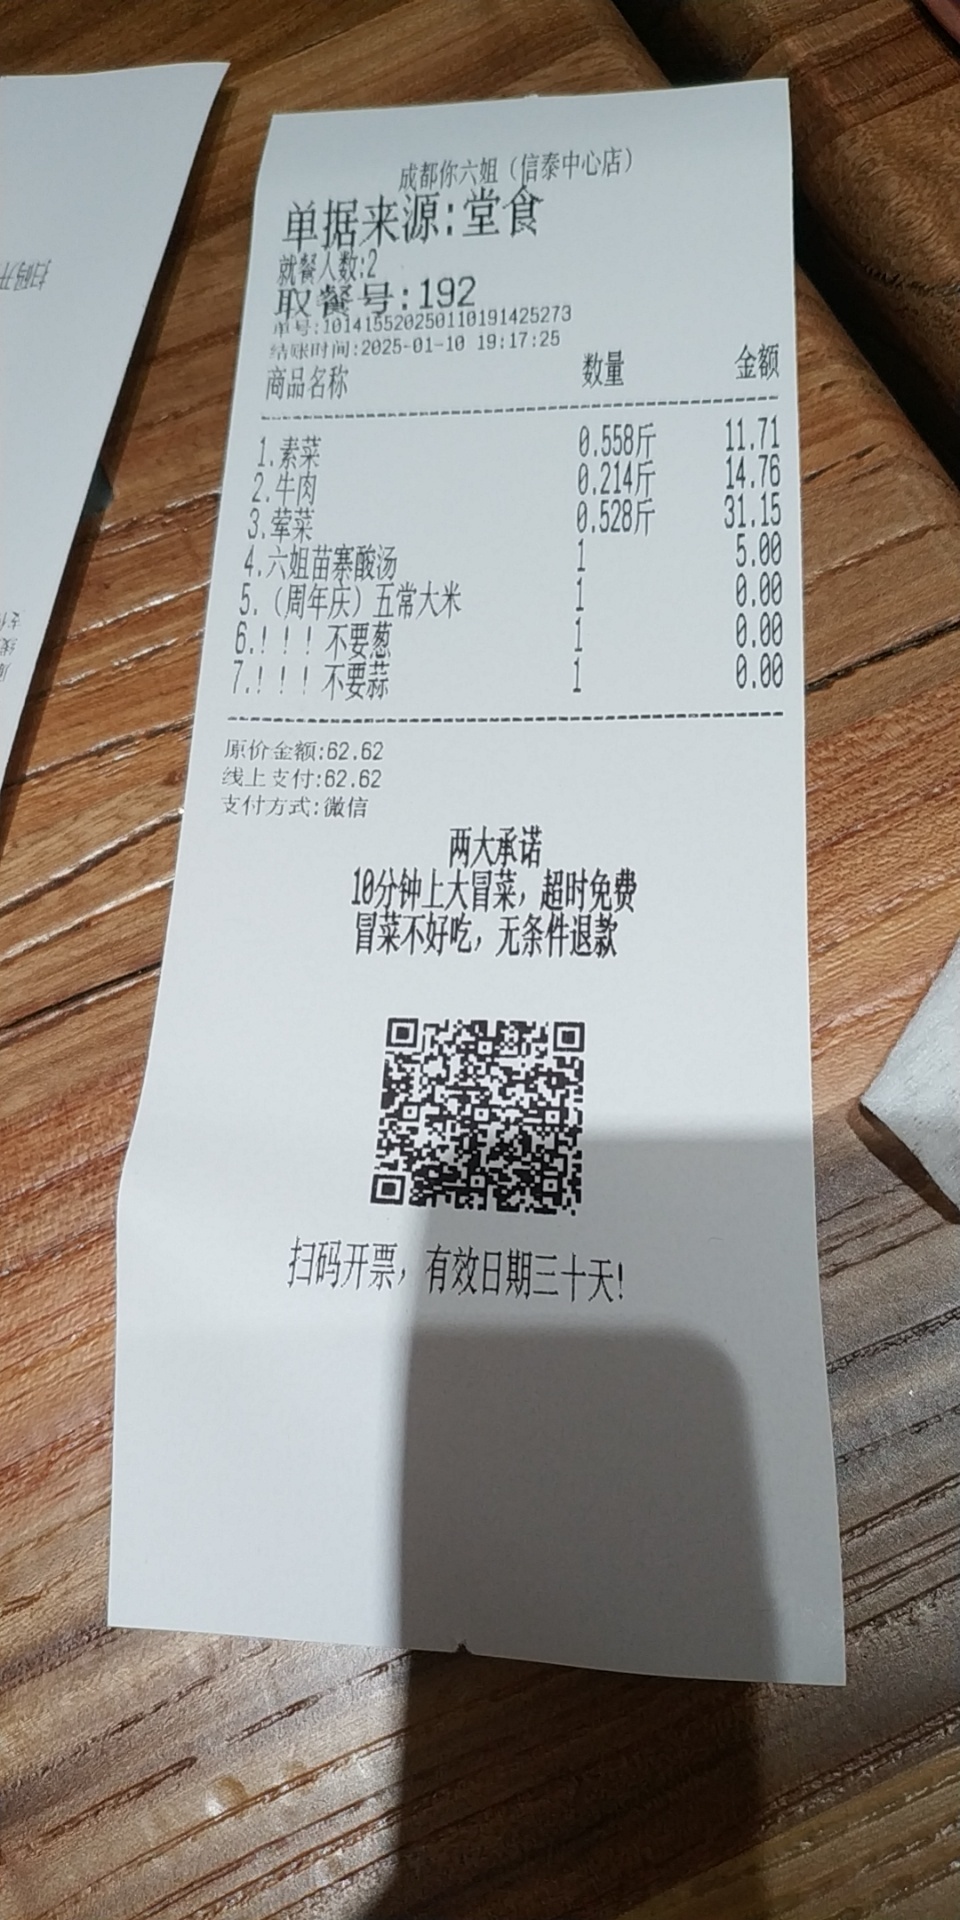 成都你六姐（信泰中心店）
单据来源:堂食
就餐人数:2
取餐号:192
单号:101415520250110191425273
结账时间:2025-01-10 19:17:25
商品名称 数量 金额
1.素菜 0.558斤 11.71
2.牛肉 0.214斤 14.76
3.荤菜 0.528斤 31.15
4.六姐苗寨酸汤 1 5.00
5.（周年庆）五常大米 1 0.00
6.！！！不要葱 1 0.00
7.！！！不要蒜 1 0.00
原价金额:62.62
线上支付:62.62
支付方式:微信
两大承诺
10分钟上大冒菜，超时免费
冒菜不好吃，无条件退款
扫码开票，有效日期三十天!
扫码开